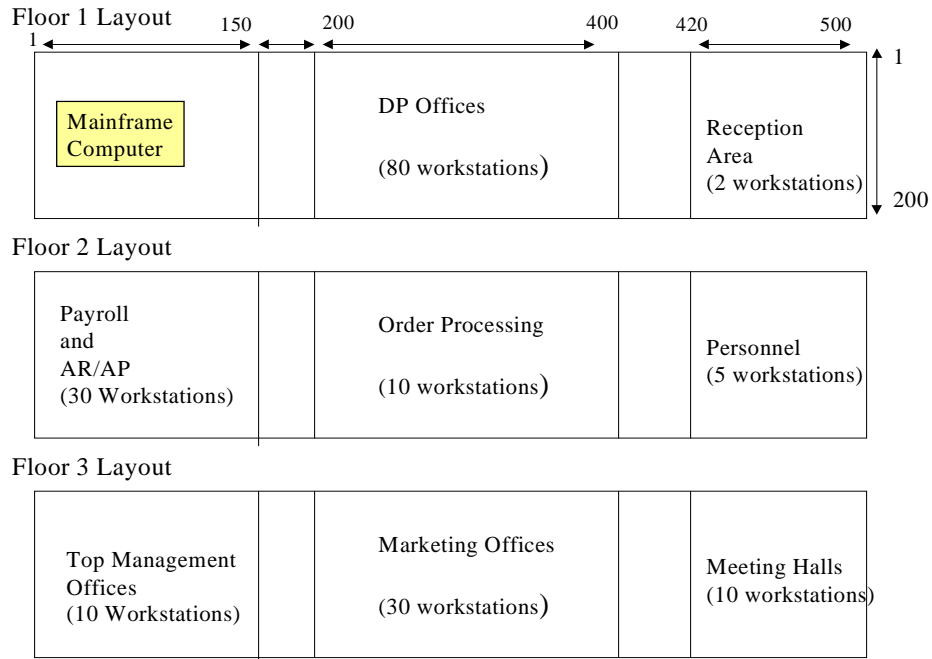 Floor 1 Layout
1 150 200 400 420 500
1
Mainframe
Computer
DP Offices
(80 workstations)
Reception
Area
(2 workstations)
200
Floor 2 Layout
Payroll
and
AR/AP
(30 Workstations)
Order Processing
(10 workstations)
Personnel
(5 workstations)
Floor 3 Layout
Top Management
Offices
(10 Workstations)
Marketing Offices
(30 workstations)
Meeting Halls
(10 workstations)